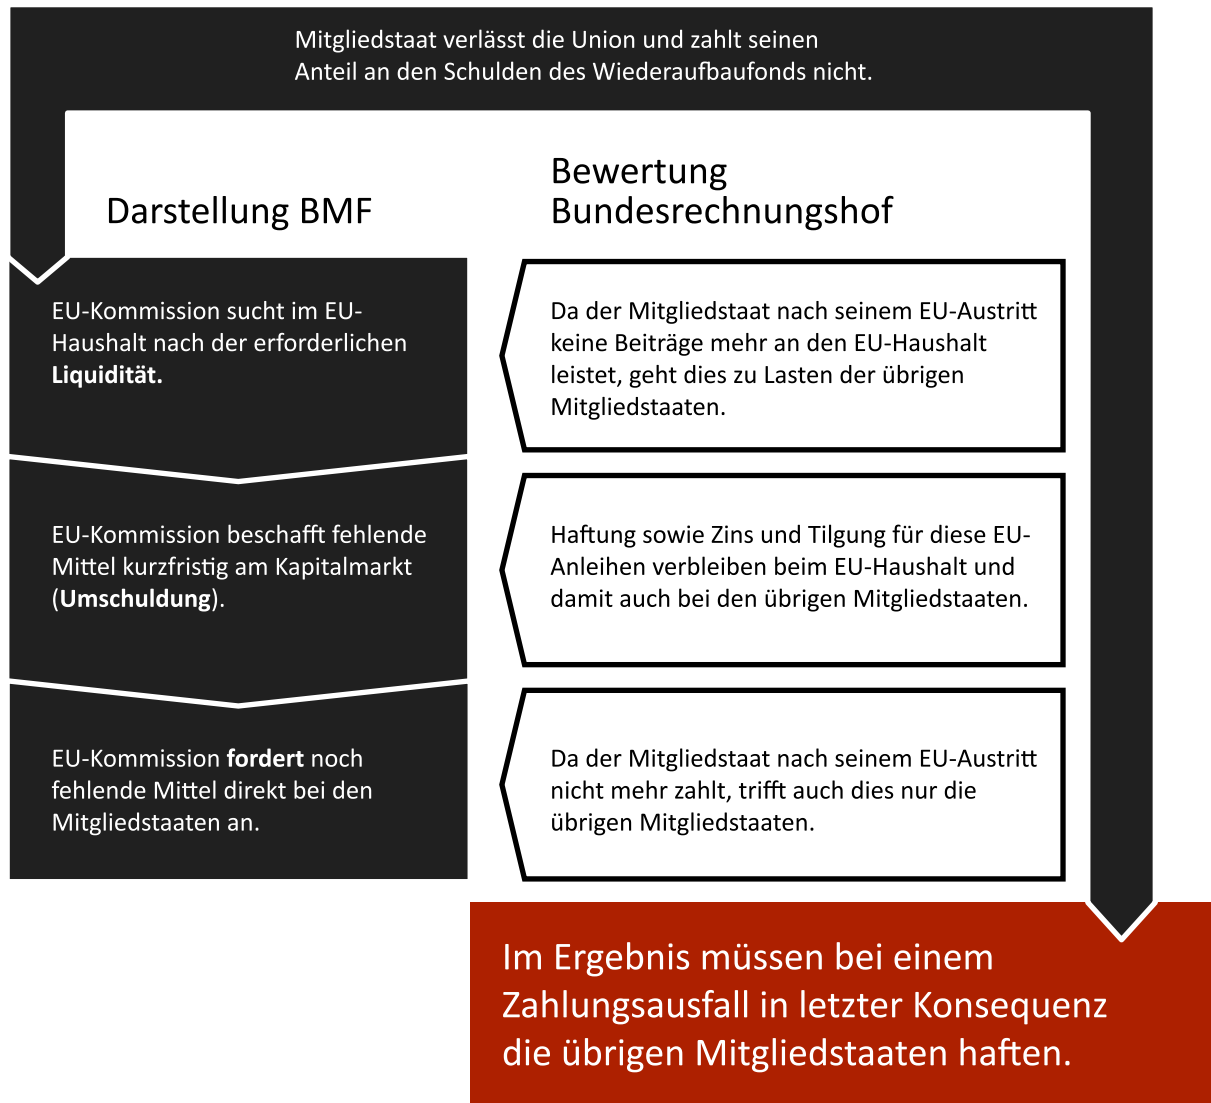 Mitgliedstaat verlässt die Union und zahlt seinen
Anteil an den Schulden des Wiederaufbaufonds nicht.
Darstellung BMF
Bewertung
Bundesrechnungshof
EU-Kommission sucht im EU-
Haushalt nach der erforderlichen
Liquidität.
Da der Mitgliedstaat nach seinem EU-Austritt
keine Beiträge mehr an den EU-Haushalt
leistet, geht dies zu Lasten der übrigen
Mitgliedstaaten.
EU-Kommission beschafft fehlende
Mittel kurzfristig am Kapitalmarkt
(Umschuldung).
Haftung sowie Zins und Tilgung für diese EU-
Anleihen verbleiben beim EU-Haushalt und
damit auch bei den übrigen Mitgliedstaaten.
EU-Kommission fordert noch
fehlende Mittel direkt bei den
Mitgliedstaaten an.
Da der Mitgliedstaat nach seinem EU-Austritt
nicht mehr zahlt, trifft auch dies nur die
übrigen Mitgliedstaaten.
Im Ergebnis müssen bei einem
Zahlungsausfall in letzter Konsequenz
die übrigen Mitgliedstaaten haften.